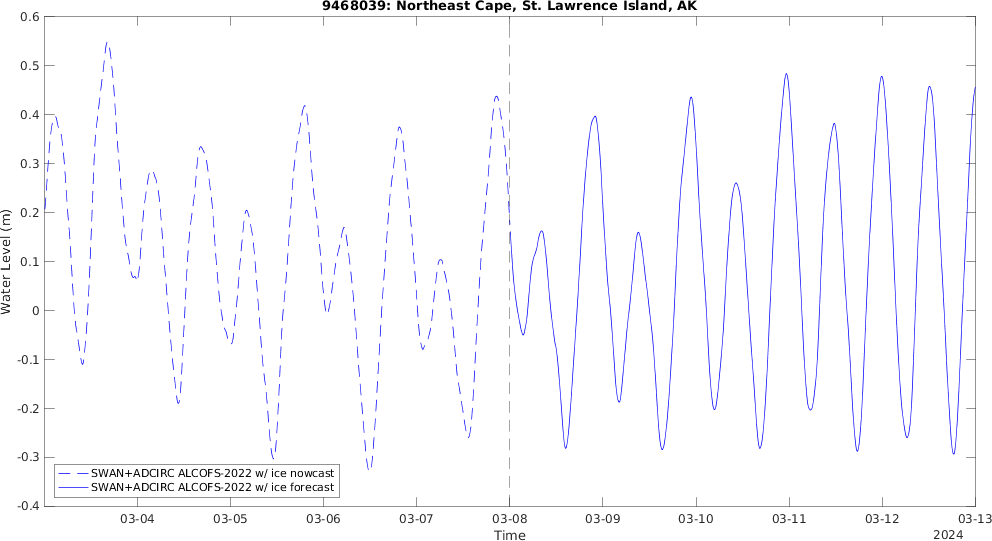 9468039: Northeast Cape, St. Lawrence Island, AK
0.6
0.5
0.4
0.3
0.2
0.1
0
-0.1
-0.2
-0.3
-0.4
Water Level (m)
SWAN+ADCIRC ALCOFS-2022 w/ ice nowcast
SWAN+ADCIRC ALCOFS-2022 w/ ice forecast
03-04 03-05 03-06 03-07 03-08 03-09 03-10 03-11 03-12 03-13
Time
2024